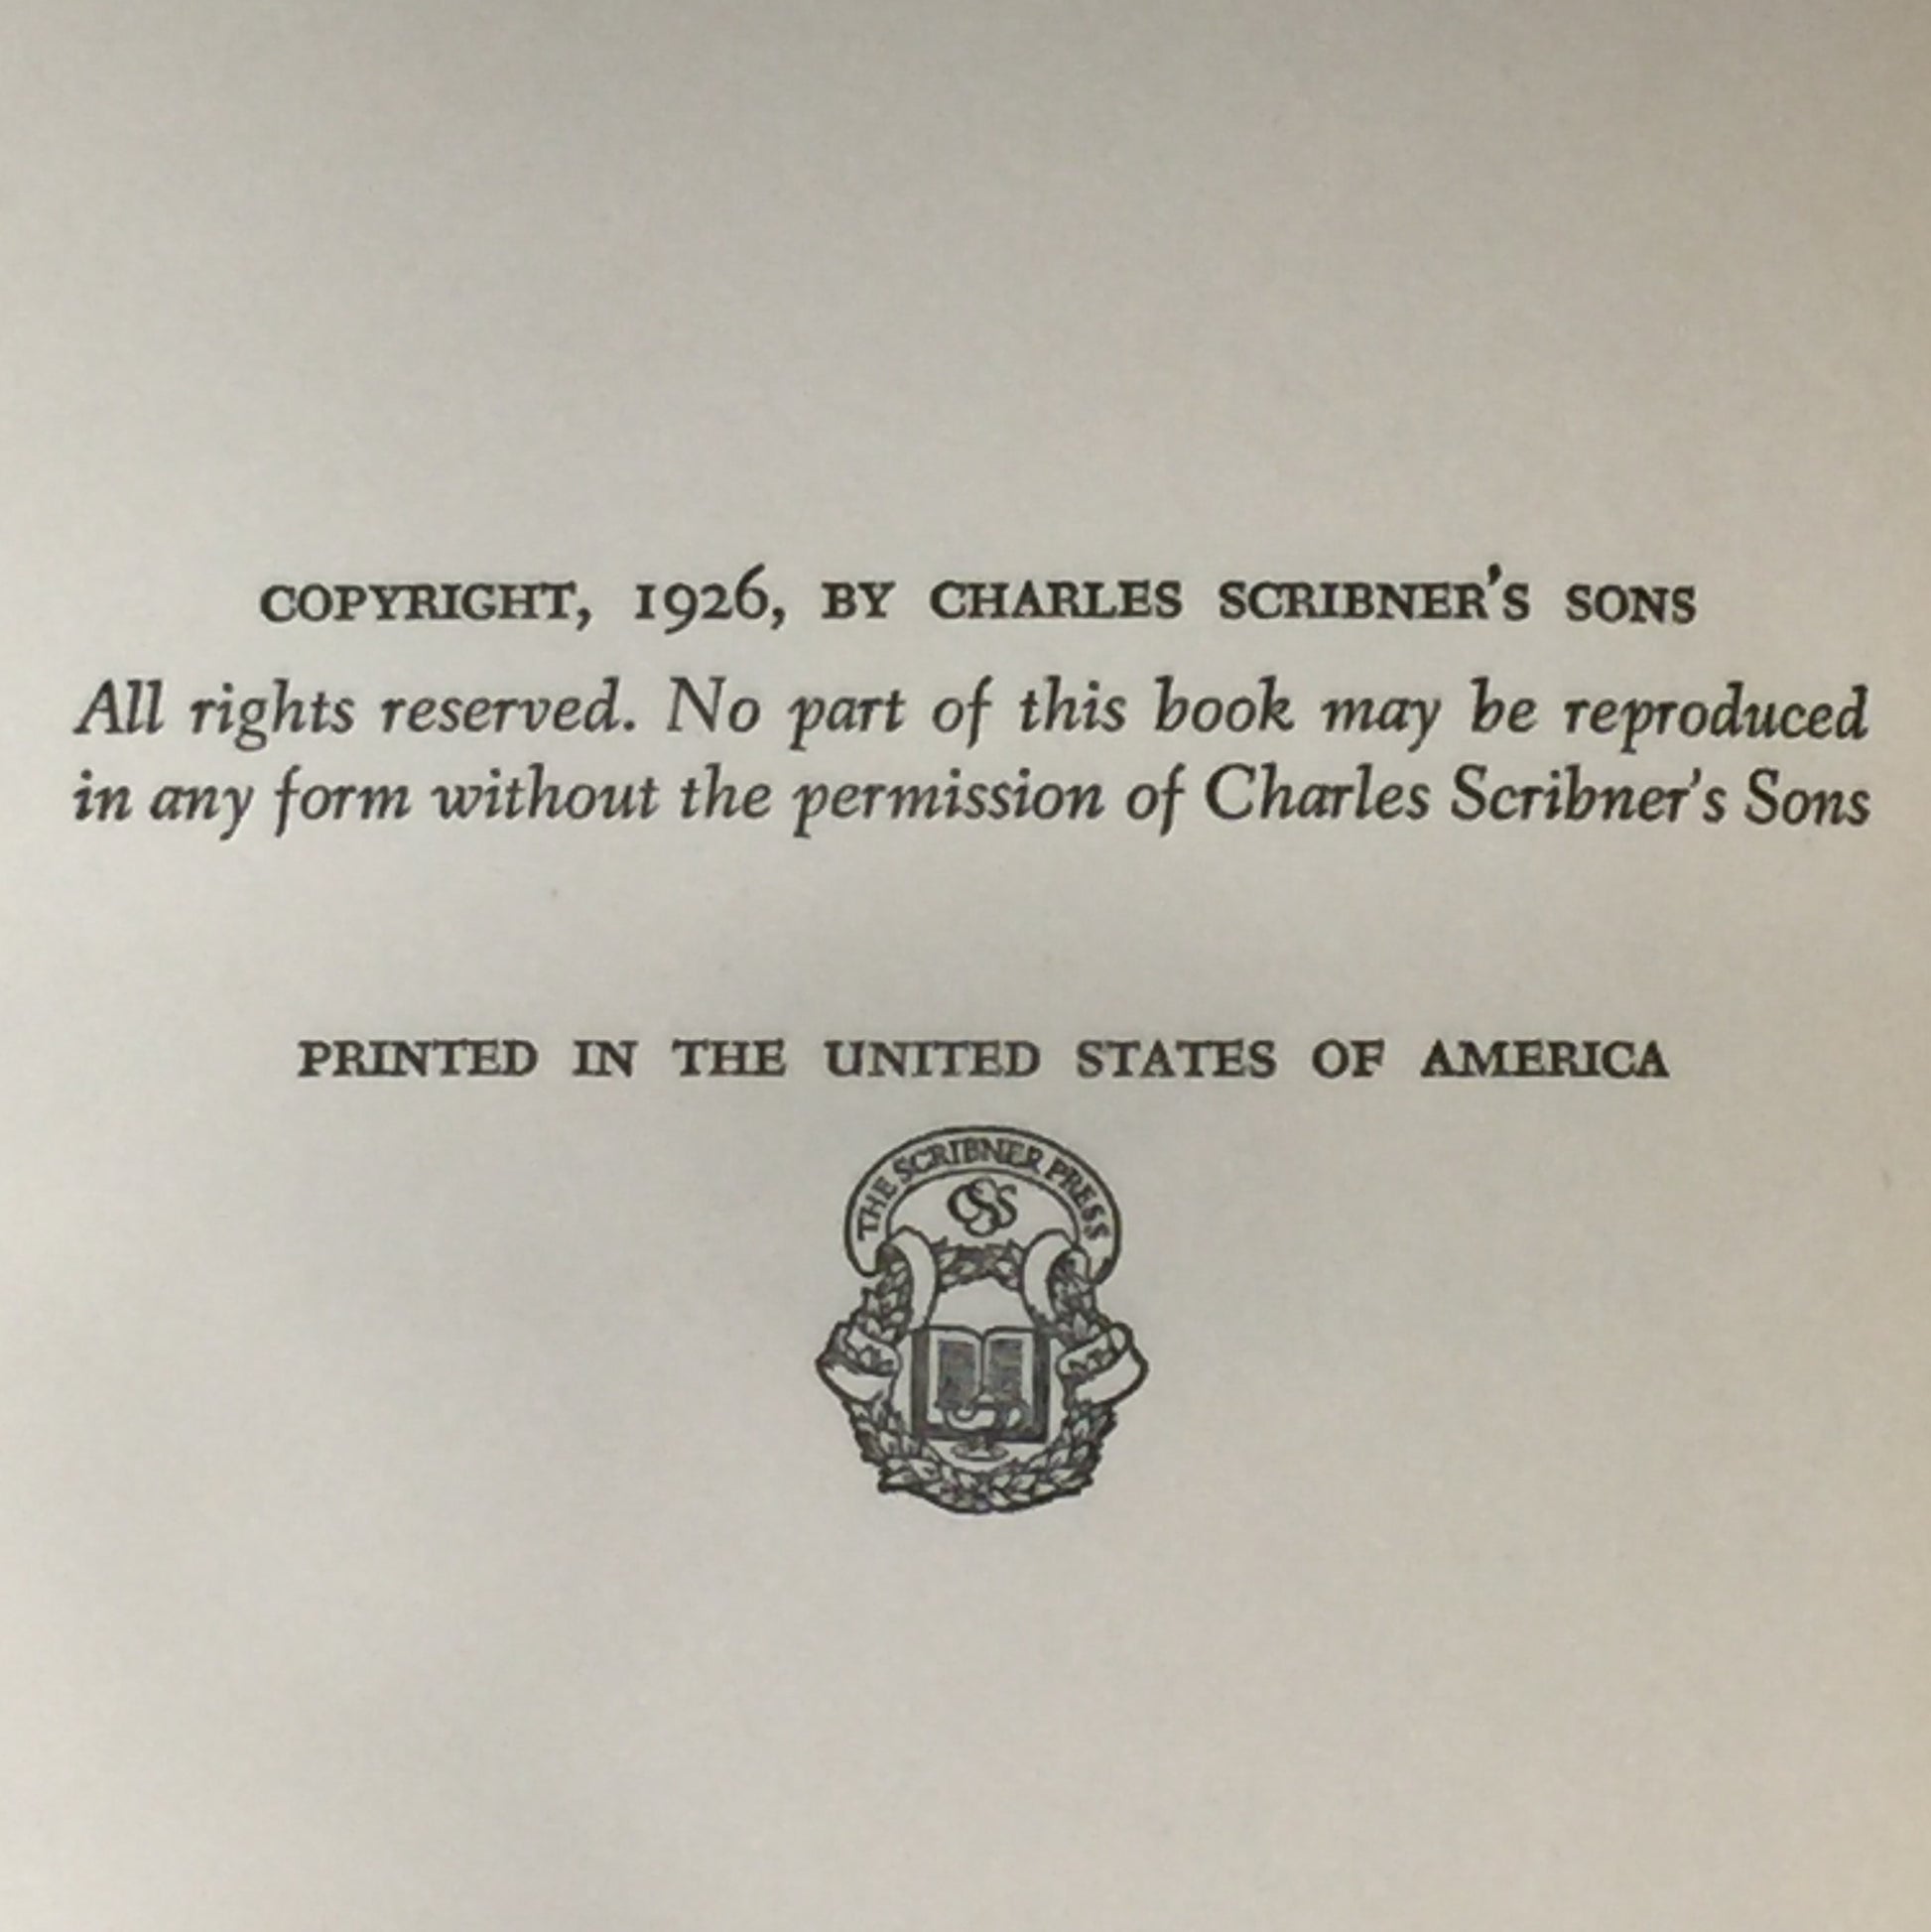 COPYRIGHT, 1926, BY CHARLES SCRIBNER'S SONS
All rights reserved. No part of this book may be reproduced
in any form without the permission of Charles Scribner's Sons
PRINTED IN THE UNITED STATES OF AMERICA
THE SCRIBNER PRESS
CSS